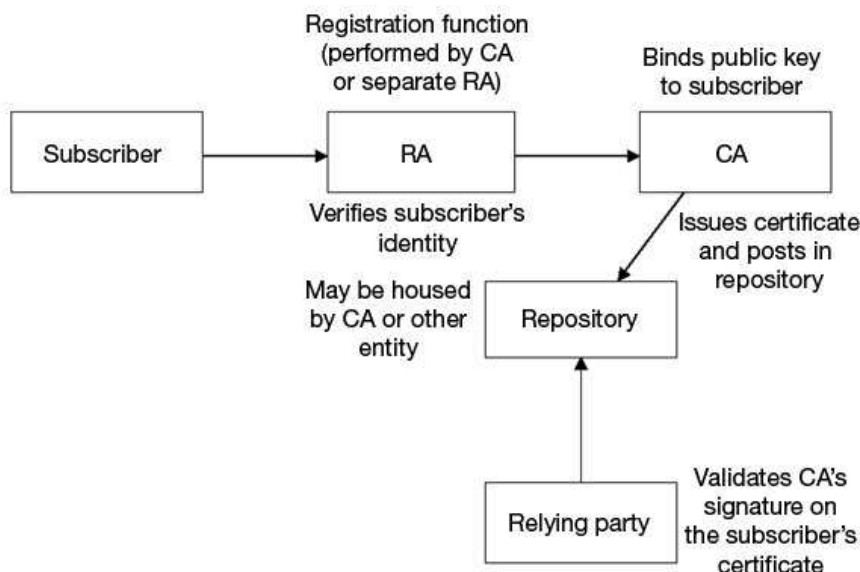 Registration function
(performed by CA
or separate RA)
Binds public key
to subscriber
Subscriber
RA
CA
Verifies subscriber's
identity
Issues certificate
and posts in
repository
May be housed
by CA or other
entity
Repository
Relying party
Validates CA's
signature on
the subscriber's
certificate